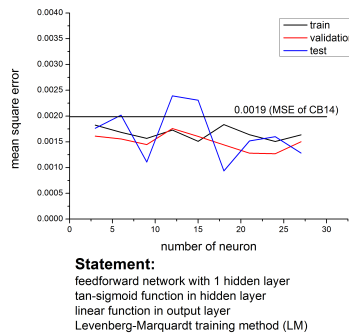 0.0040
0.0035
0.0030
0.0025
0.0020
0.0015
0.0010
0.0005
0.0000
mean square error
train
validation
test
0.0019 (MSE of CB14)
0 5 10 15 20 25 30
number of neuron
Statement:
feedforward network with 1 hidden layer
tan-sigmoid function in hidden layer
linear function in output layer
Levenberg-Marquardt training method (LM)